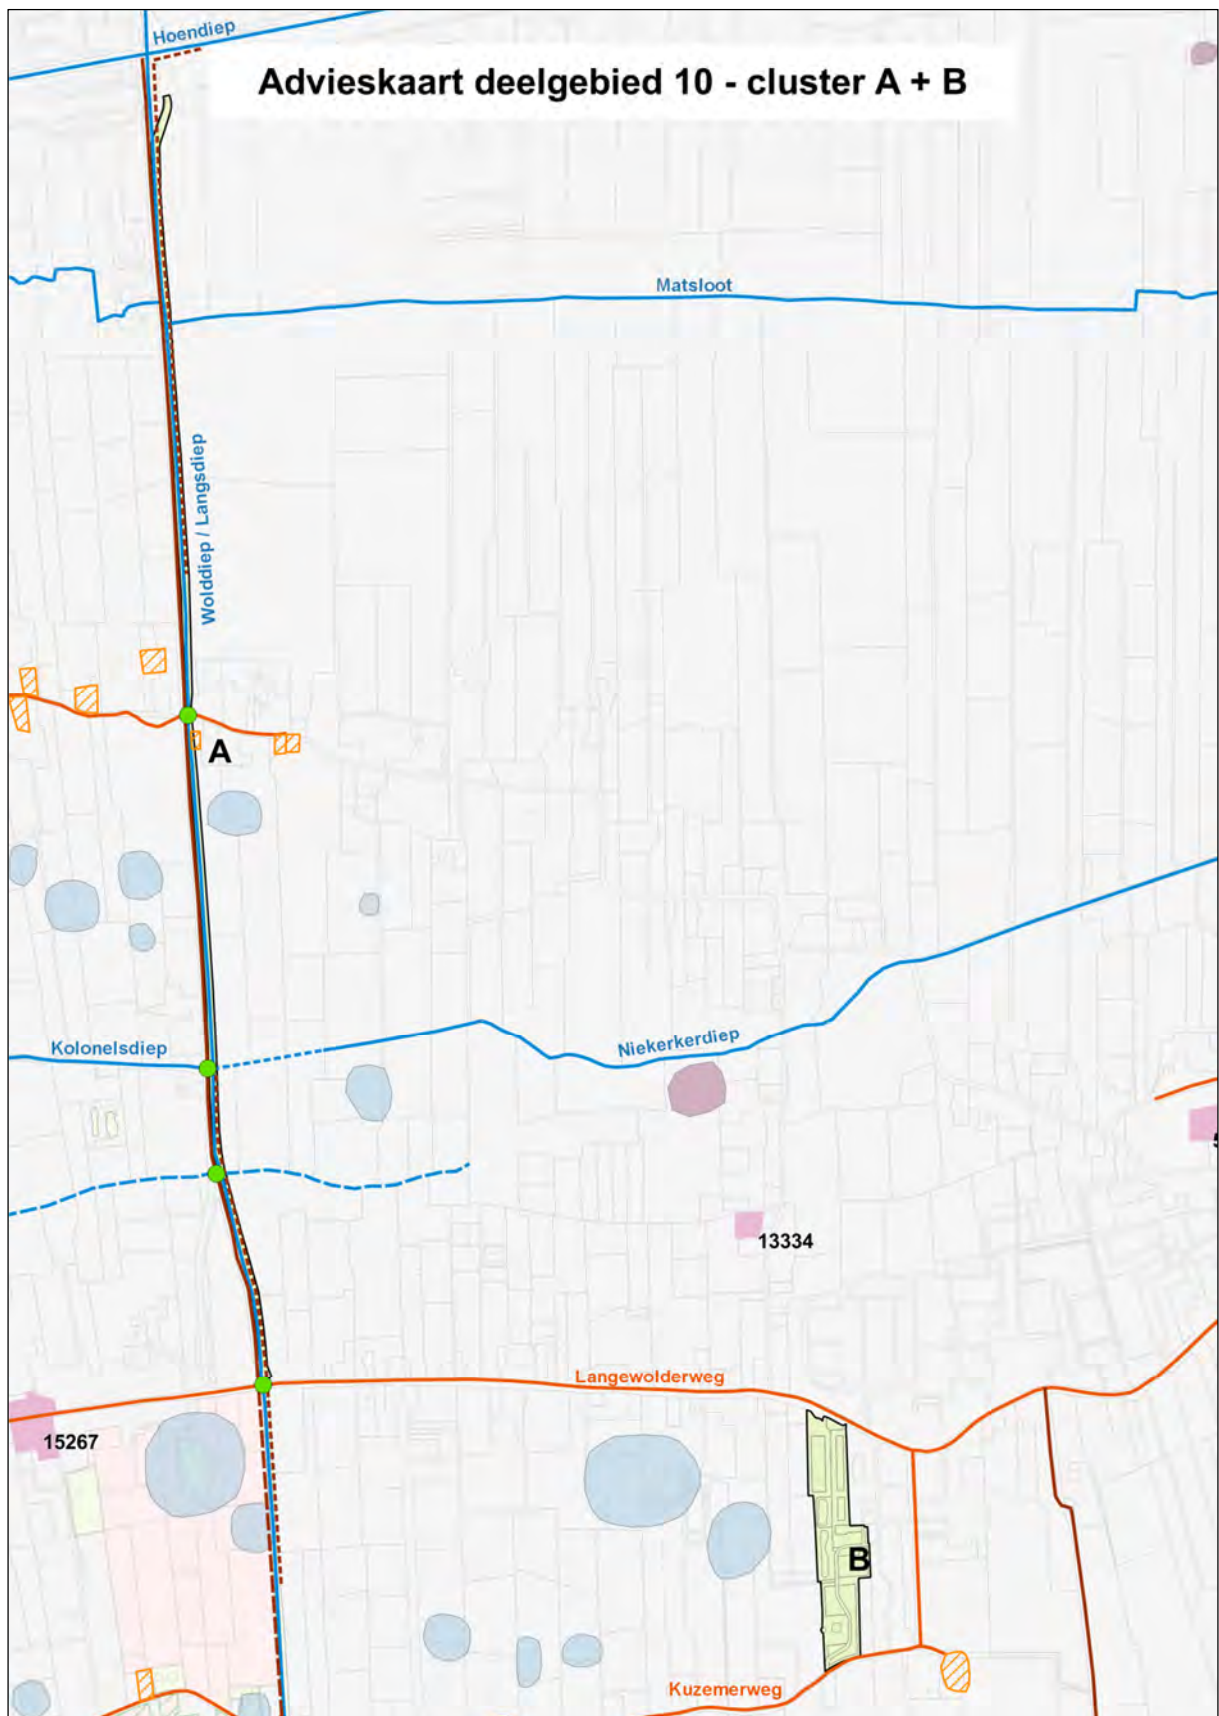 Hoendiep
Advieskaart deelgebied 10 - cluster A + B
Matsloot
Wolddiep / Langsdiep
A
Kolonelsdiep
Niekerkerdiep
13334
Langewolderweg
15267
B
Kuzemerweg